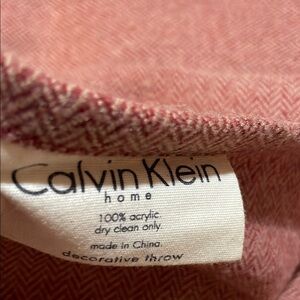 Calvin Klein
home
100% acrylic.
dry clean only.
made in China.
decorative throw